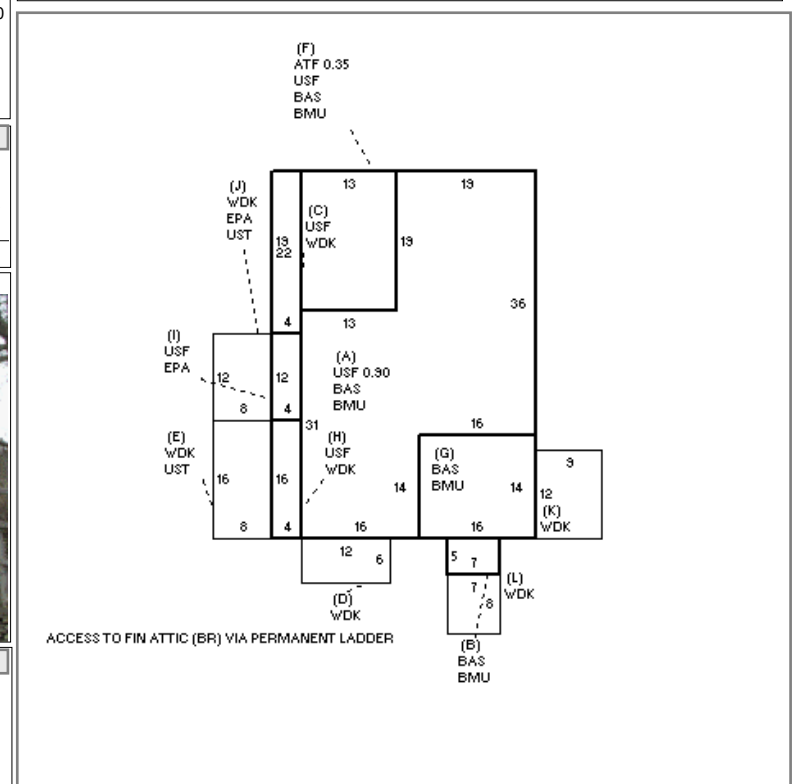 (F)
ATF 0.35
USF
BAS
BMU
(J)
WDK
EPA
UST
13
19
(C)
USF
WDK
19
22
19
4
13
36
(I)
USF
EPA
12
8
12
4
(A)
USF 0.90
BAS
BMU
31
16
(E)
WDK
UST
16
8
16
4
(H)
USF
WDK
14
16
(G)
BAS
BMU
14
16
9
12
(K)
WDK
12
6
5
7
(D)
WDK
7
8
(L)
WDK
ACCESS TO FIN ATTIC (BR) VIA PERMANENT LADDER
(B)
BAS
BMU